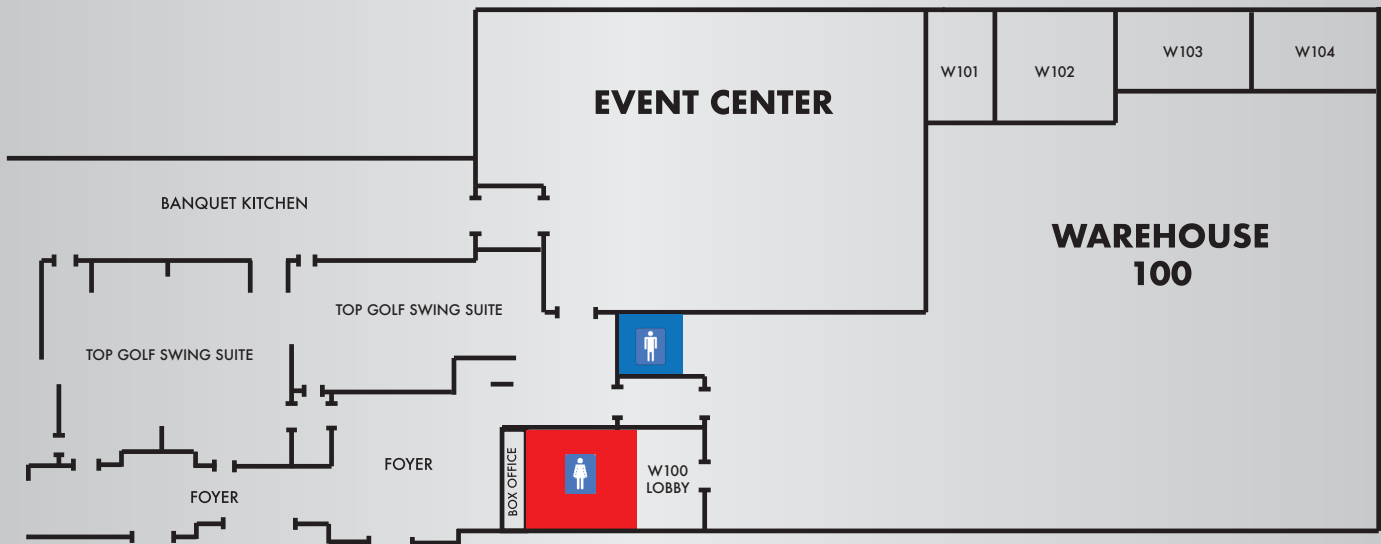 EVENT CENTER
W101
W102
W103
W104
BANQUET KITCHEN
WAREHOUSE
100
TOP GOLF SWING SUITE
TOP GOLF SWING SUITE
FOYER
FOYER
BOX OFFICE
W100
LOBBY